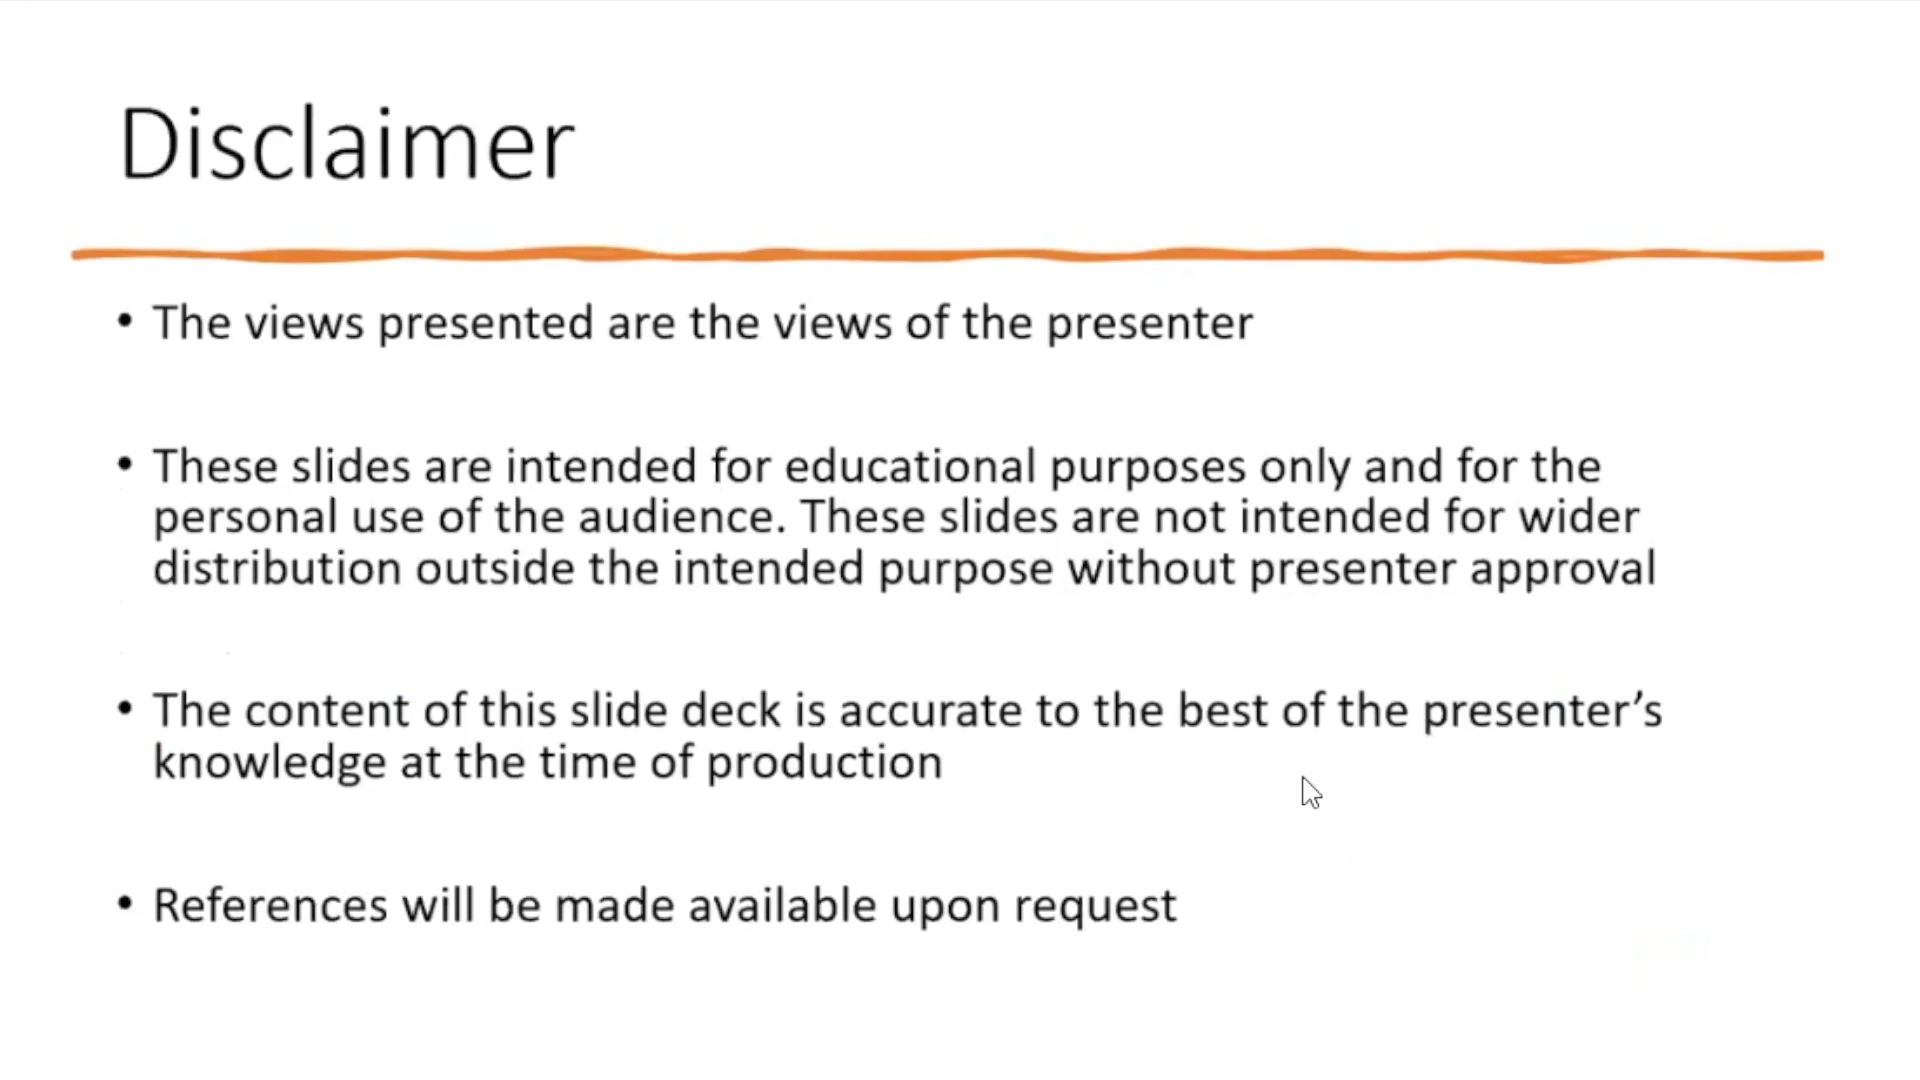 Disclaimer
• The views presented are the views of the presenter
• These slides are intended for educational purposes only and for the
personal use of the audience. These slides are not intended for wider
distribution outside the intended purpose without presenter approval
• The content of this slide deck is accurate to the best of the presenter’s
knowledge at the time of production
• References will be made available upon request